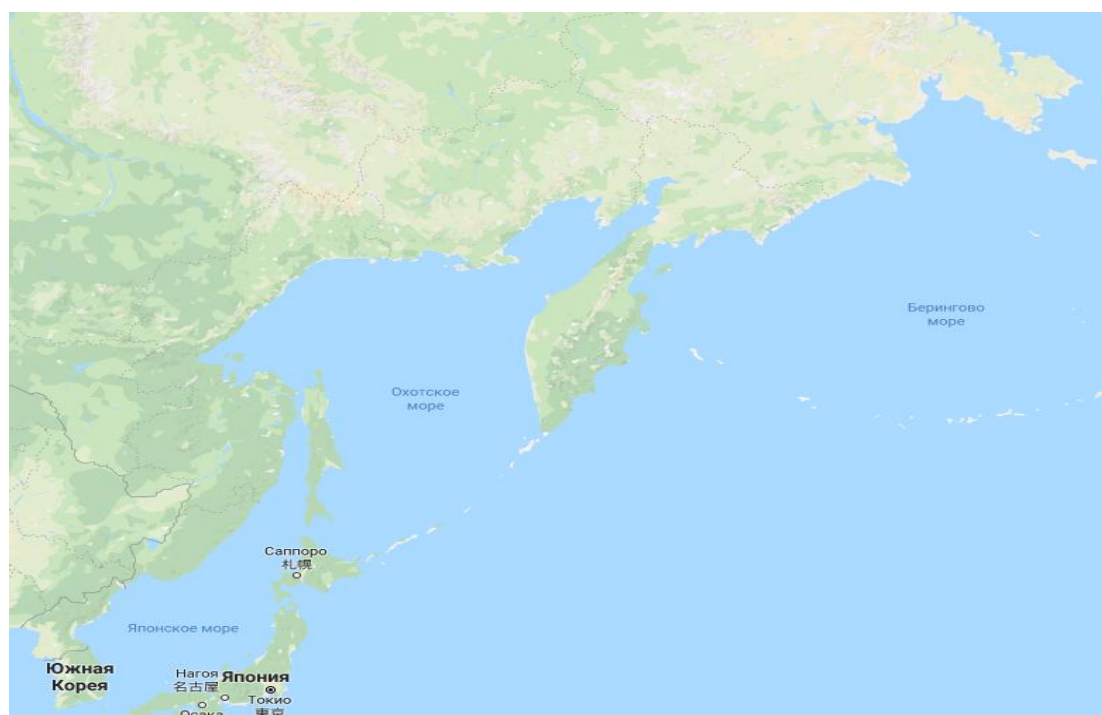 Берингово
море
Охотское
море
Саппоро
札幌
Японское море
Южная
Корея
Нагоя
名古屋
Япония
Токио
東京
Осака